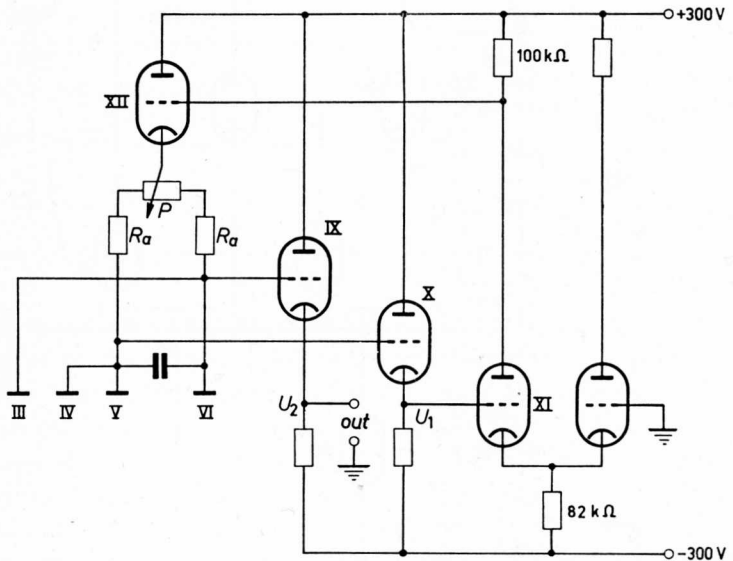 +300 V
100 kΩ
XII
P
Rₐ
Rₐ
IX
X
III
IV
V
VI
U₂
out
U₁
XI
82 kΩ
-300 V